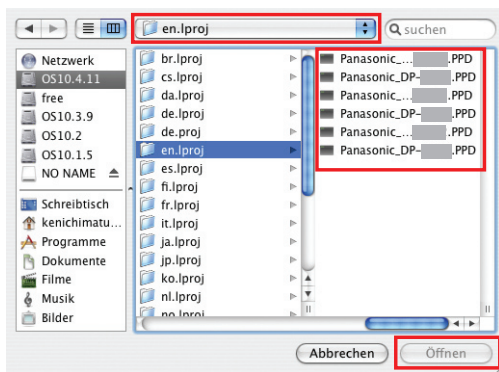 en.lproj
suchen
Netzwerk
OS10.4.11
free
OS10.3.9
OS10.2
OS10.1.5
NO NAME
Schreibtisch
kenichimatu...
Programme
Dokumente
Filme
Musik
Bilder
br.lproj
cs.lproj
da.lproj
de.lproj
de.proj
en.lproj
es.lproj
fi.lproj
fr.lproj
it.lproj
ja.lproj
jp.lproj
ko.lproj
nl.lproj
no.lproj
Panasonic_... .PPD
Panasonic_DP- .PPD
Panasonic_... .PPD
Panasonic_DP- .PPD
Panasonic_... .PPD
Panasonic_DP- .PPD
Abbrechen
Öffnen